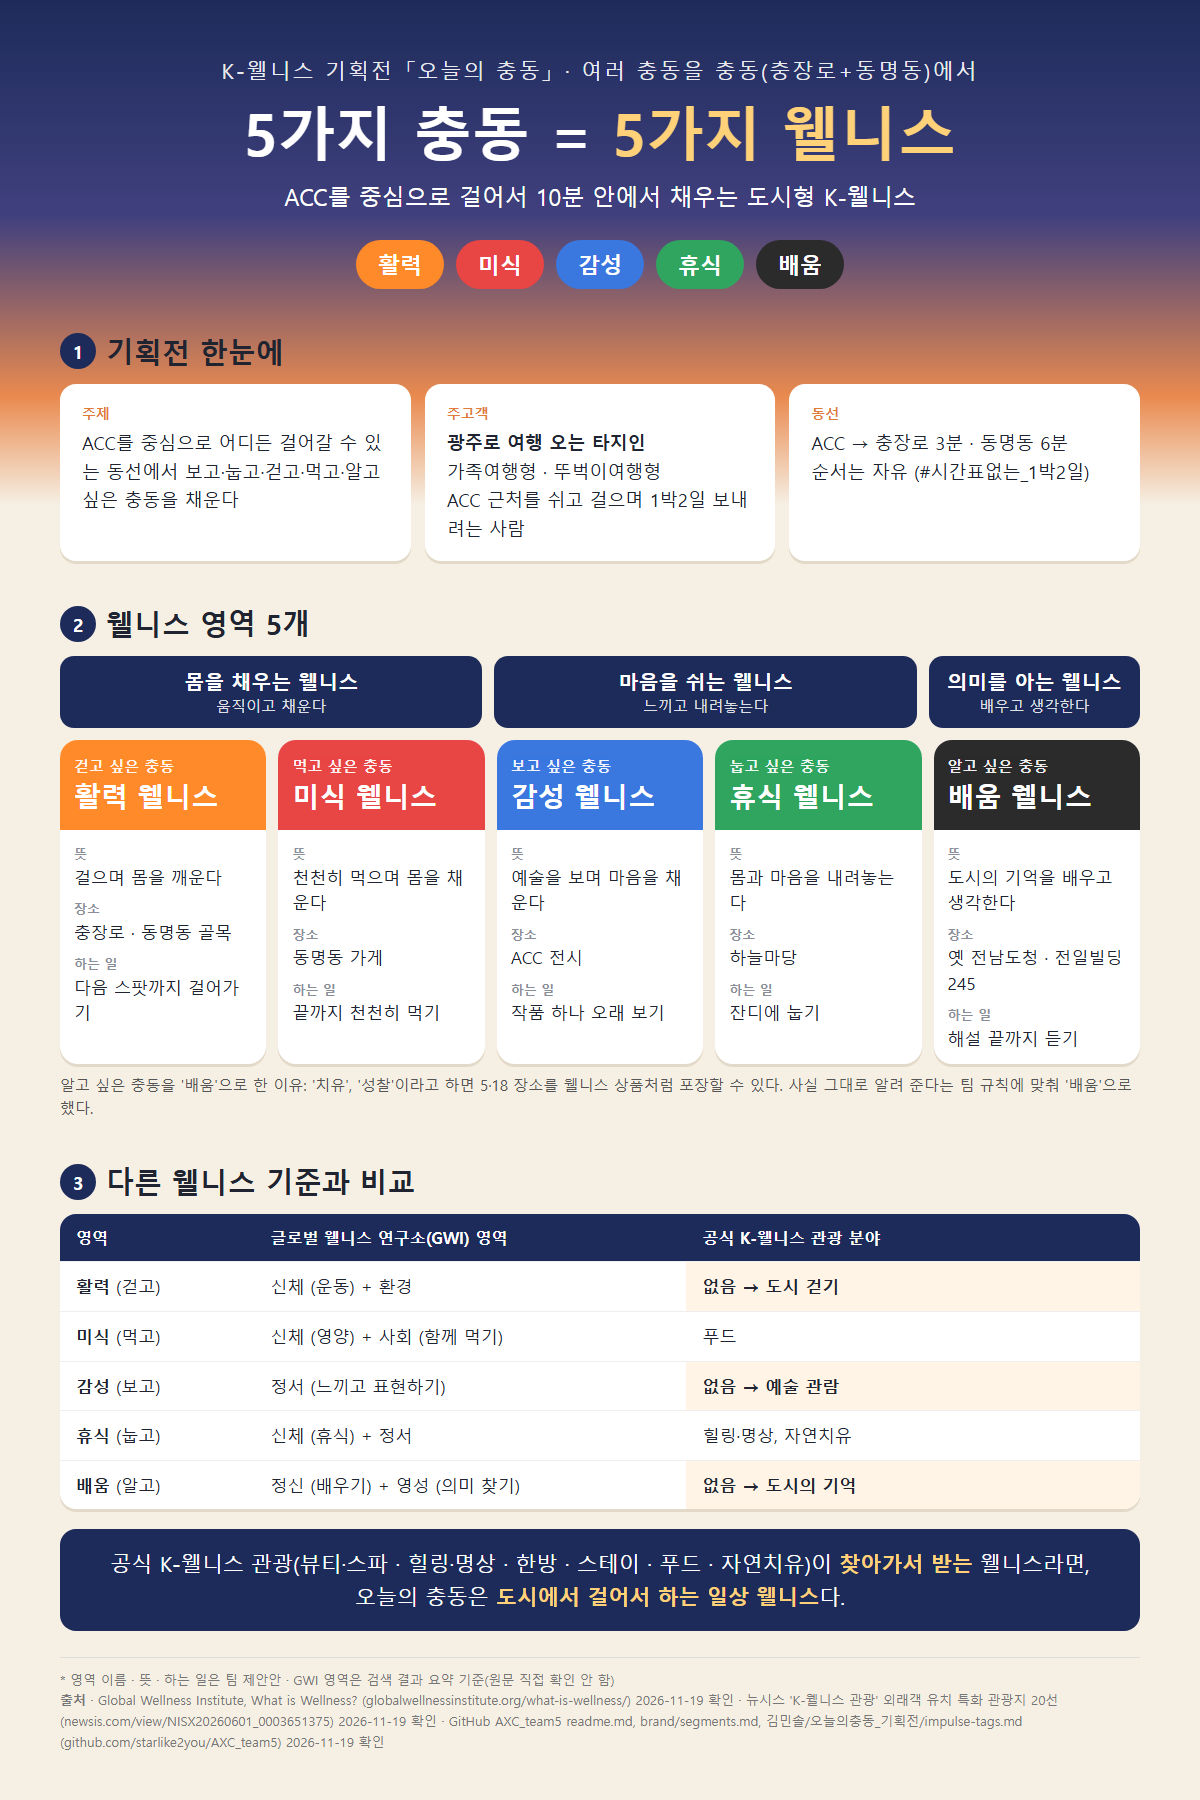 K-웰니스 기획전「오늘의 충동」· 여러 충동을 충동(충장로+동명동)에서
5가지 충동 = 5가지 웰니스
ACC를 중심으로 걸어서 10분 안에서 채우는 도시형 K-웰니스
활력
미식
감성
휴식
배움
1 기획전 한눈에
주제
ACC를 중심으로 어디든 걸어갈 수 있
는 동선에서 보고·눕고·걷고·먹고·알고
싶은 충동을 채운다
주고객
광주로 여행 오는 타지인
가족여행형 · 뚜벅이여행형
ACC 근처를 쉬고 걸으며 1박2일 보내
려는 사람
동선
ACC → 충장로 3분 · 동명동 6분
순서는 자유 (#시간표없는_1박2일)
2 웰니스 영역 5개
몸을 채우는 웰니스
움직이고 채운다
마음을 쉬는 웰니스
느끼고 내려놓는다
의미를 아는 웰니스
배우고 생각한다
걷고 싶은 충동
활력 웰니스
뜻
걸으며 몸을 깨운다
장소
충장로 · 동명동 골목
하는 일
다음 스팟까지 걸어가
기
먹고 싶은 충동
미식 웰니스
뜻
천천히 먹으며 몸을 채
운다
장소
동명동 가게
하는 일
끝까지 천천히 먹기
보고 싶은 충동
감성 웰니스
뜻
예술을 보며 마음을 채
운다
장소
ACC 전시
하는 일
작품 하나 오래 보기
눕고 싶은 충동
휴식 웰니스
뜻
몸과 마음을 내려놓는
다
장소
하늘마당
하는 일
잔디에 눕기
알고 싶은 충동
배움 웰니스
뜻
도시의 기억을 배우고
생각한다
장소
옛 전남도청 · 전일빌딩
245
하는 일
해설 끝까지 듣기
알고 싶은 충동을 '배움'으로 한 이유: '치유', '성찰'이라고 하면 5·18 장소를 웰니스 상품처럼 포장할 수 있다. 사실 그대로 알려 준다는 팀 규칙에 맞춰 '배움'으로
했다.
3 다른 웰니스 기준과 비교
영역 글로벌 웰니스 연구소(GWI) 영역 공식 K-웰니스 관광 분야
활력 (걷고) 신체 (운동) + 환경 없음 → 도시 걷기
미식 (먹고) 신체 (영양) + 사회 (함께 먹기) 푸드
감성 (보고) 정서 (느끼고 표현하기) 없음 → 예술 관람
휴식 (눕고) 신체 (휴식) + 정서 힐링·명상, 자연치유
배움 (알고) 정신 (배우기) + 영성 (의미 찾기) 없음 → 도시의 기억
공식 K-웰니스 관광(뷰티·스파 · 힐링·명상 · 한방 · 스테이 · 푸드 · 자연치유)이 찾아가서 받는 웰니스라면,
오늘의 충동은 도시에서 걸어서 하는 일상 웰니스다.
* 영역 이름 · 뜻 · 하는 일은 팀 제안안 · GWI 영역은 검색 결과 요약 기준(원문 직접 확인 안 함)
출처 · Global Wellness Institute, What is Wellness? (globalwellnessinstitute.org/what-is-wellness/) 2026-11-19 확인 · 뉴시스 'K-웰니스 관광' 외래객 유치 특화 관광지 20선
(newsis.com/view/NISX20260601_0003651375) 2026-11-19 확인 · GitHub AXC_team5 readme.md, brand/segments.md, 김민솔/오늘의충동_기획전/impulse-tags.md
(github.com/starlike2you/AXC_team5) 2026-11-19 확인